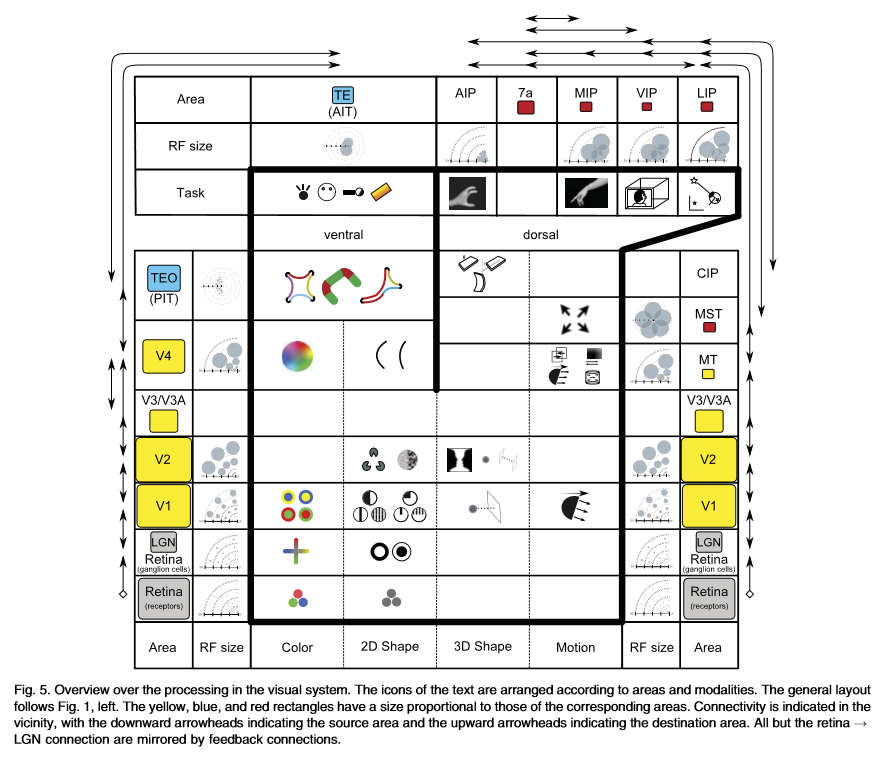 Area TE (AIT) AIP 7a MIP VIP LIP
RF size
Task
ventral dorsal
TEO (PIT) CIP
MST
V4 MT
V3/V3A V3/V3A
V2 V2
V1 V1
LGN Retina (ganglion cells) LGN Retina (ganglion cells)
Retina (receptors) Retina (receptors)
Area RF size Color 2D Shape 3D Shape Motion RF size Area
Fig. 5. Overview over the processing in the visual system. The icons of the text are arranged according to areas and modalities. The general layout
follows Fig. 1, left. The yellow, blue, and red rectangles have a size proportional to those of the corresponding areas. Connectivity is indicated in the
vicinity, with the downward arrowheads indicating the source area and the upward arrowheads indicating the destination area. All but the retina →
LGN connection are mirrored by feedback connections.